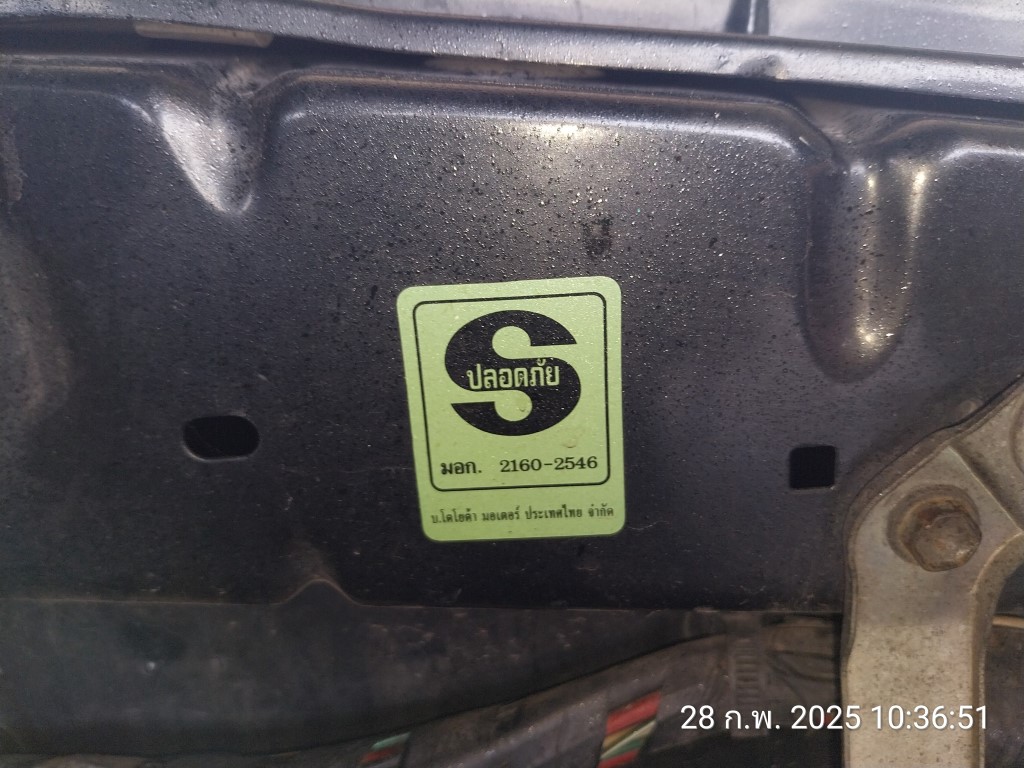 S
ปลอดภัย
มอก. 2160-2546
บ.โตโยต้า มอเตอร์ ประเทศไทย จำกัด
28 ก.พ. 2025 10:36:51